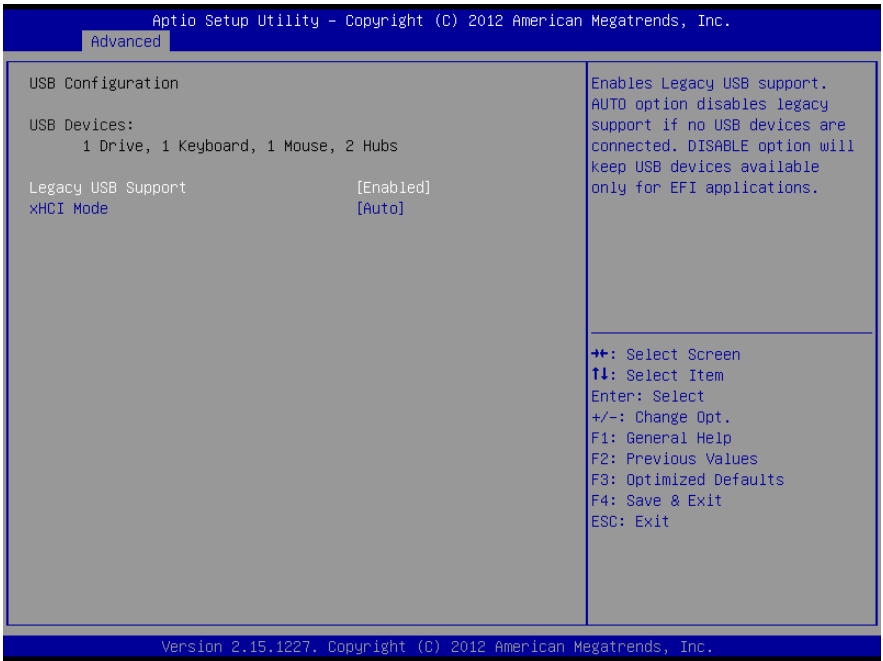 Aptio Setup Utility – Copyright (C) 2012 American Megatrends, Inc.
Advanced
USB Configuration
USB Devices:
1 Drive, 1 Keyboard, 1 Mouse, 2 Hubs
Legacy USB Support [Enabled]
xHCI Mode [Auto]
Enables Legacy USB support.
AUTO option disables legacy
support if no USB devices are
connected. DISABLE option will
keep USB devices available
only for EFI applications.
→←: Select Screen
↑↓: Select Item
Enter: Select
+/-: Change Opt.
F1: General Help
F2: Previous Values
F3: Optimized Defaults
F4: Save & Exit
ESC: Exit
Version 2.15.1227. Copyright (C) 2012 American Megatrends, Inc.